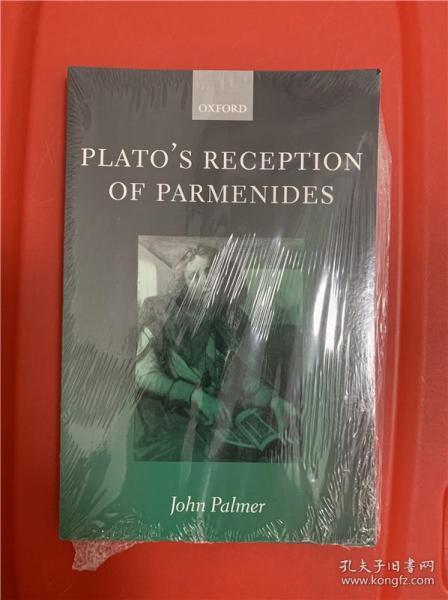 OXFORD
PLATO'S RECEPTION
OF PARMENIDES
John Palmer
孔夫子旧书网
www.kongfz.com